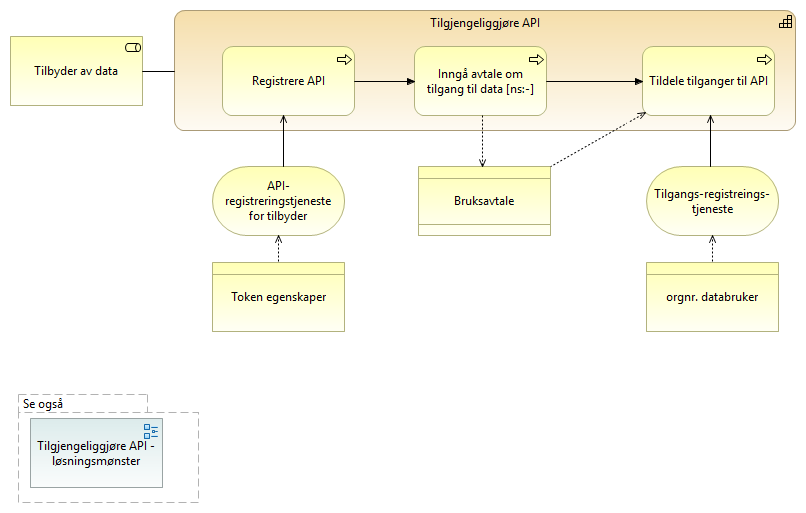 Tilgjengeliggjøre API
Tilbyder av data
Registrere API
Inngå avtale om
tilgang til data [ns:-]
Tildele tilganger til API
API-
registreringstjeneste
for tilbyder
Bruksavtale
Tilgangs-registreings-
tjeneste
Token egenskaper
orgnr. databruker
Se også
Tilgjengeliggjøre API -
løsningsmønster